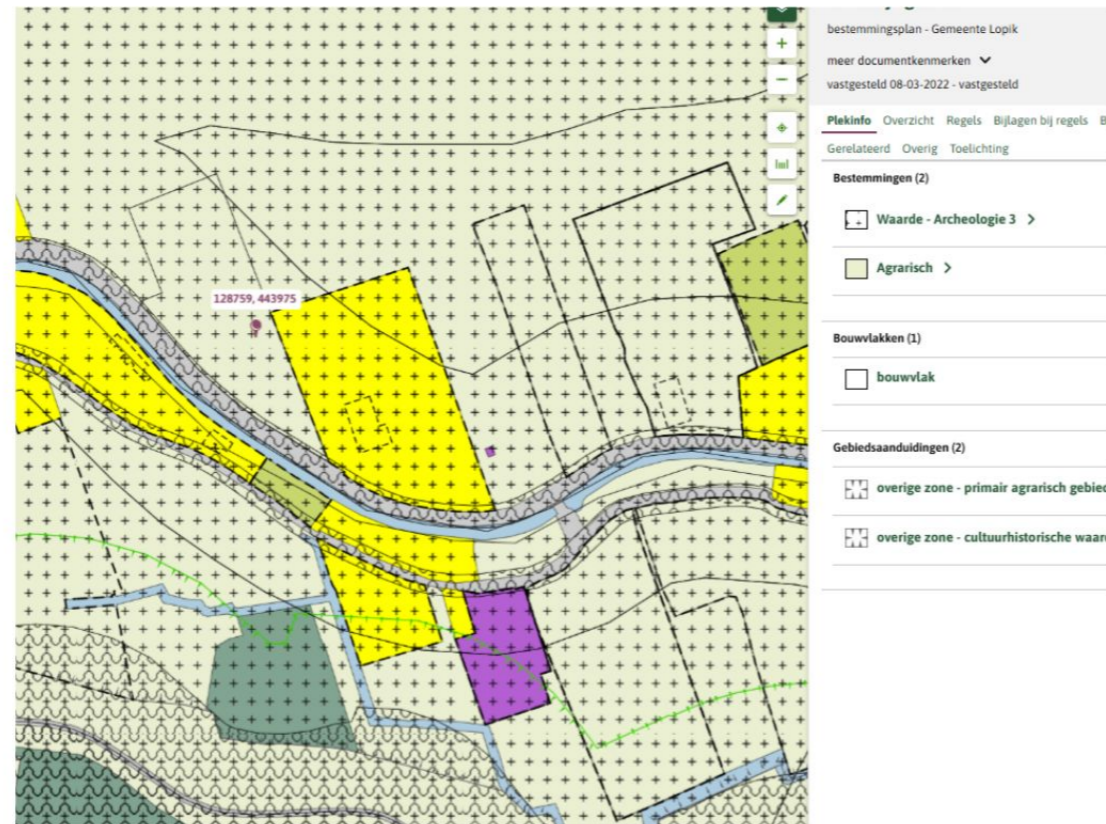 bestemmingsplan - Gemeente Lopik
meer documentkenmerken
vastgesteld 08-03-2022 - vastgesteld
Plekinfo Overzicht Regels Bijlagen bij regels B
Gerelateerd Overig Toelichting
Bestemmingen (2)
Waarde - Archeologie 3
Agrarisch
Bouwvlakken (1)
bouwvlak
Gebiedsaanduidingen (2)
overige zone - primair agrarisch gebied
overige zone - cultuurhistorische waard
128759, 443975